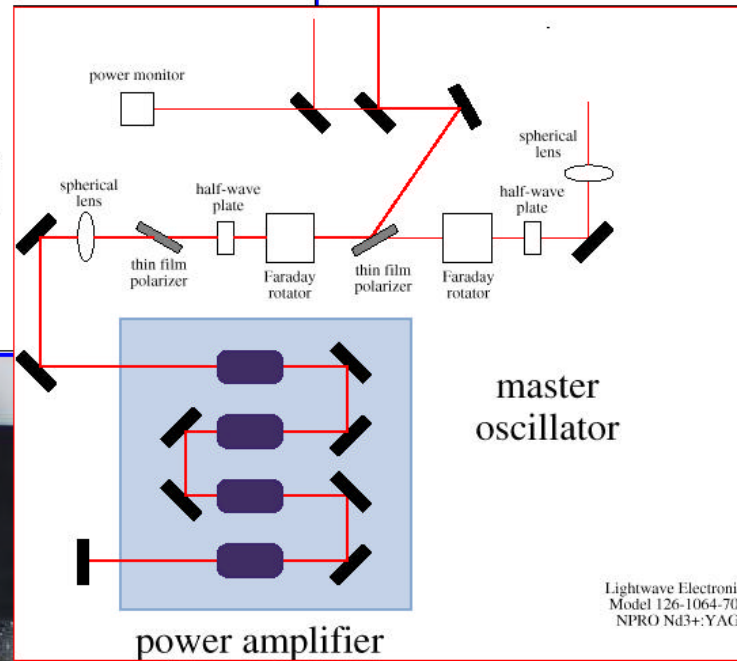 power monitor
spherical
lens
spherical
lens
half-wave
plate
half-wave
plate
thin film
polarizer
Faraday
rotator
thin film
polarizer
Faraday
rotator
master
oscillator
Lightwave Electroni
Model 126-1064-70
NPRO Nd3+:YAG
power amplifier